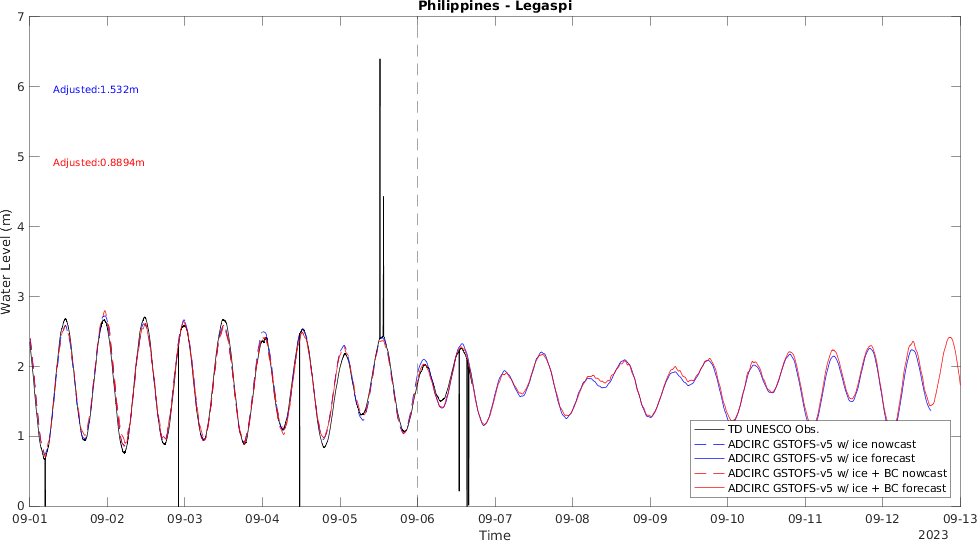 Philippines - Legaspi
7
6
5
4
3
2
1
0
Water Level (m)
Adjusted:1.532m
Adjusted:0.8894m
TD UNESCO Obs.
ADCIRC GSTOFS-v5 w/ ice nowcast
ADCIRC GSTOFS-v5 w/ ice forecast
ADCIRC GSTOFS-v5 w/ ice + BC nowcast
ADCIRC GSTOFS-v5 w/ ice + BC forecast
09-01 09-02 09-03 09-04 09-05 09-06 09-07 09-08 09-09 09-10 09-11 09-12 09-13
Time
2023